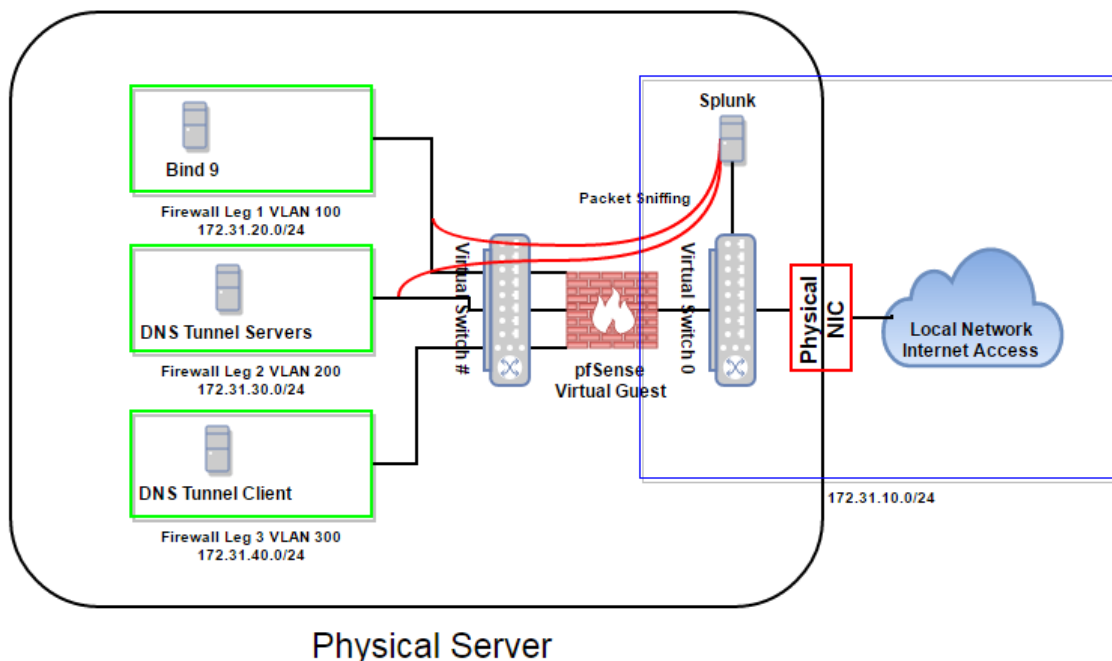 Splunk
Bind 9
Packet Sniffing
Firewall Leg 1 VLAN 100
172.31.20.0/24
Virtual Switch #
Virtual Switch 0
DNS Tunnel Servers
Firewall Leg 2 VLAN 200
172.31.30.0/24
pfSense
Virtual Guest
Physical
NIC
Local Network
Internet Access
DNS Tunnel Client
172.31.10.0/24
Firewall Leg 3 VLAN 300
172.31.40.0/24
Physical Server